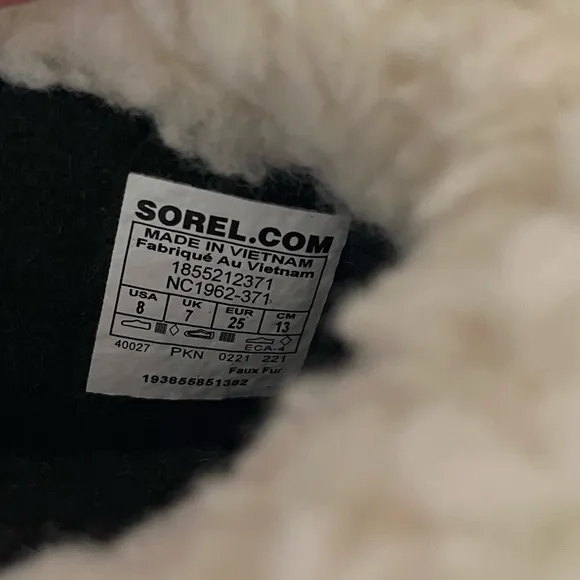 SOREL.COM
MADE IN VIETNAM
Fabriqué Au Vietnam
1855212371
NC1962-371
USA UK EUR CM
8 7 25 13
ECA-4
40027 PKN 0221 221
Faux Fur
193855851382